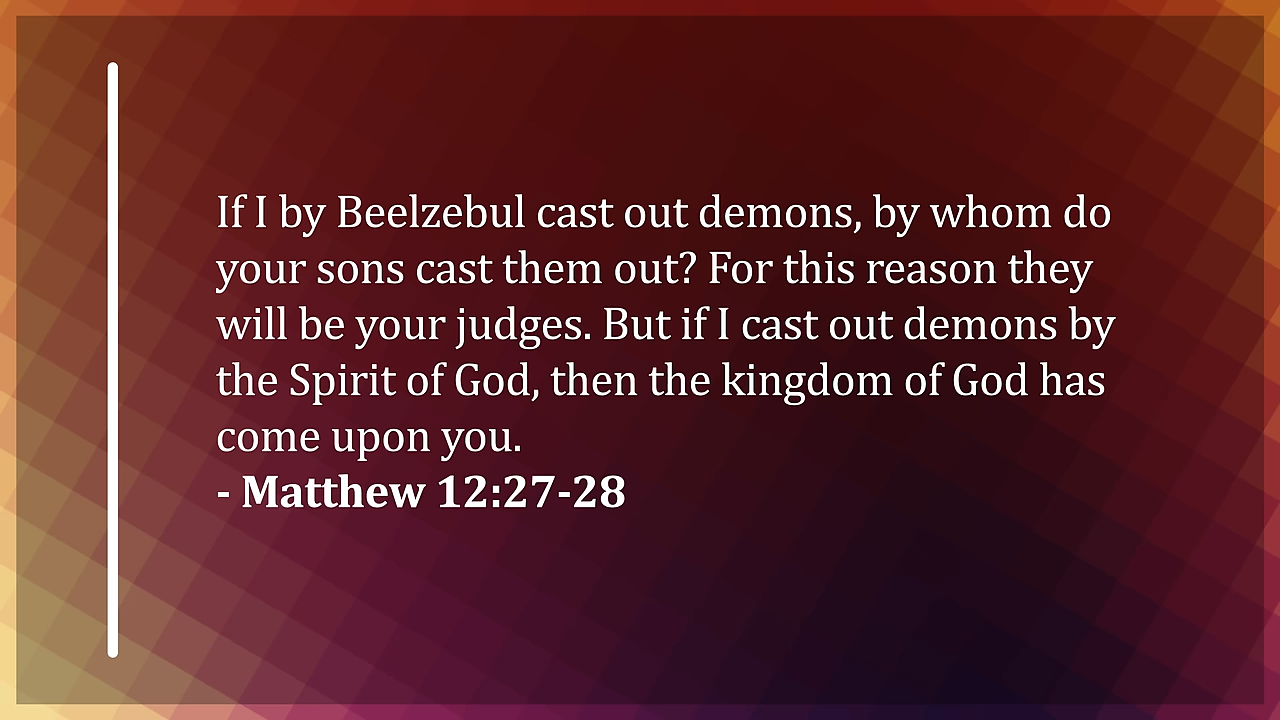 If I by Beelzebul cast out demons, by whom do
your sons cast them out? For this reason they
will be your judges. But if I cast out demons by
the Spirit of God, then the kingdom of God has
come upon you.
- Matthew 12:27-28